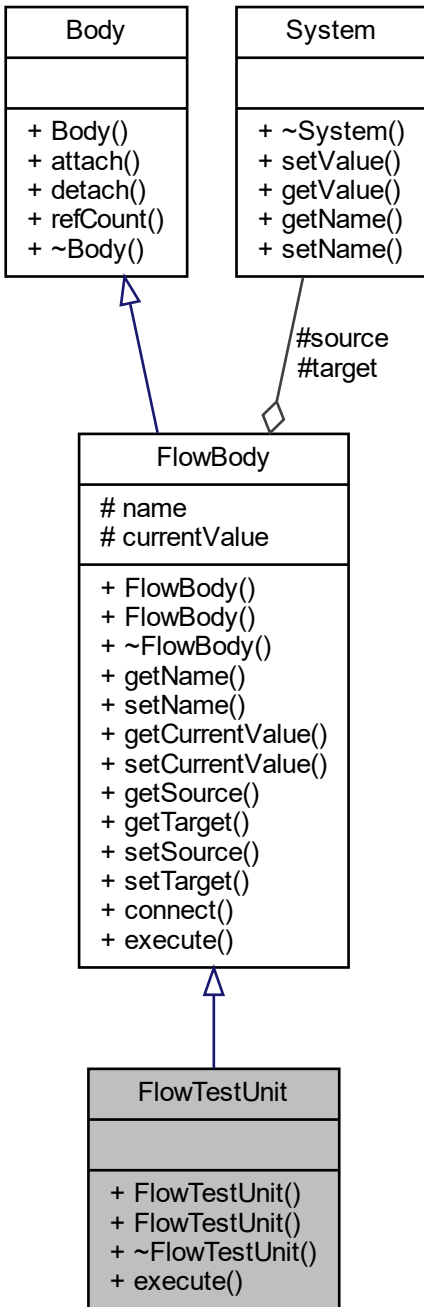 Body
+ Body()
+ attach()
+ detach()
+ refCount()
+ ~Body()
System
+ ~System()
+ setValue()
+ getValue()
+ getName()
+ setName()
#source
#target
FlowBody
# name
# currentValue
+ FlowBody()
+ FlowBody()
+ ~FlowBody()
+ getName()
+ setName()
+ getCurrentValue()
+ setCurrentValue()
+ getSource()
+ getTarget()
+ setSource()
+ setTarget()
+ connect()
+ execute()
FlowTestUnit
+ FlowTestUnit()
+ FlowTestUnit()
+ ~FlowTestUnit()
+ execute()